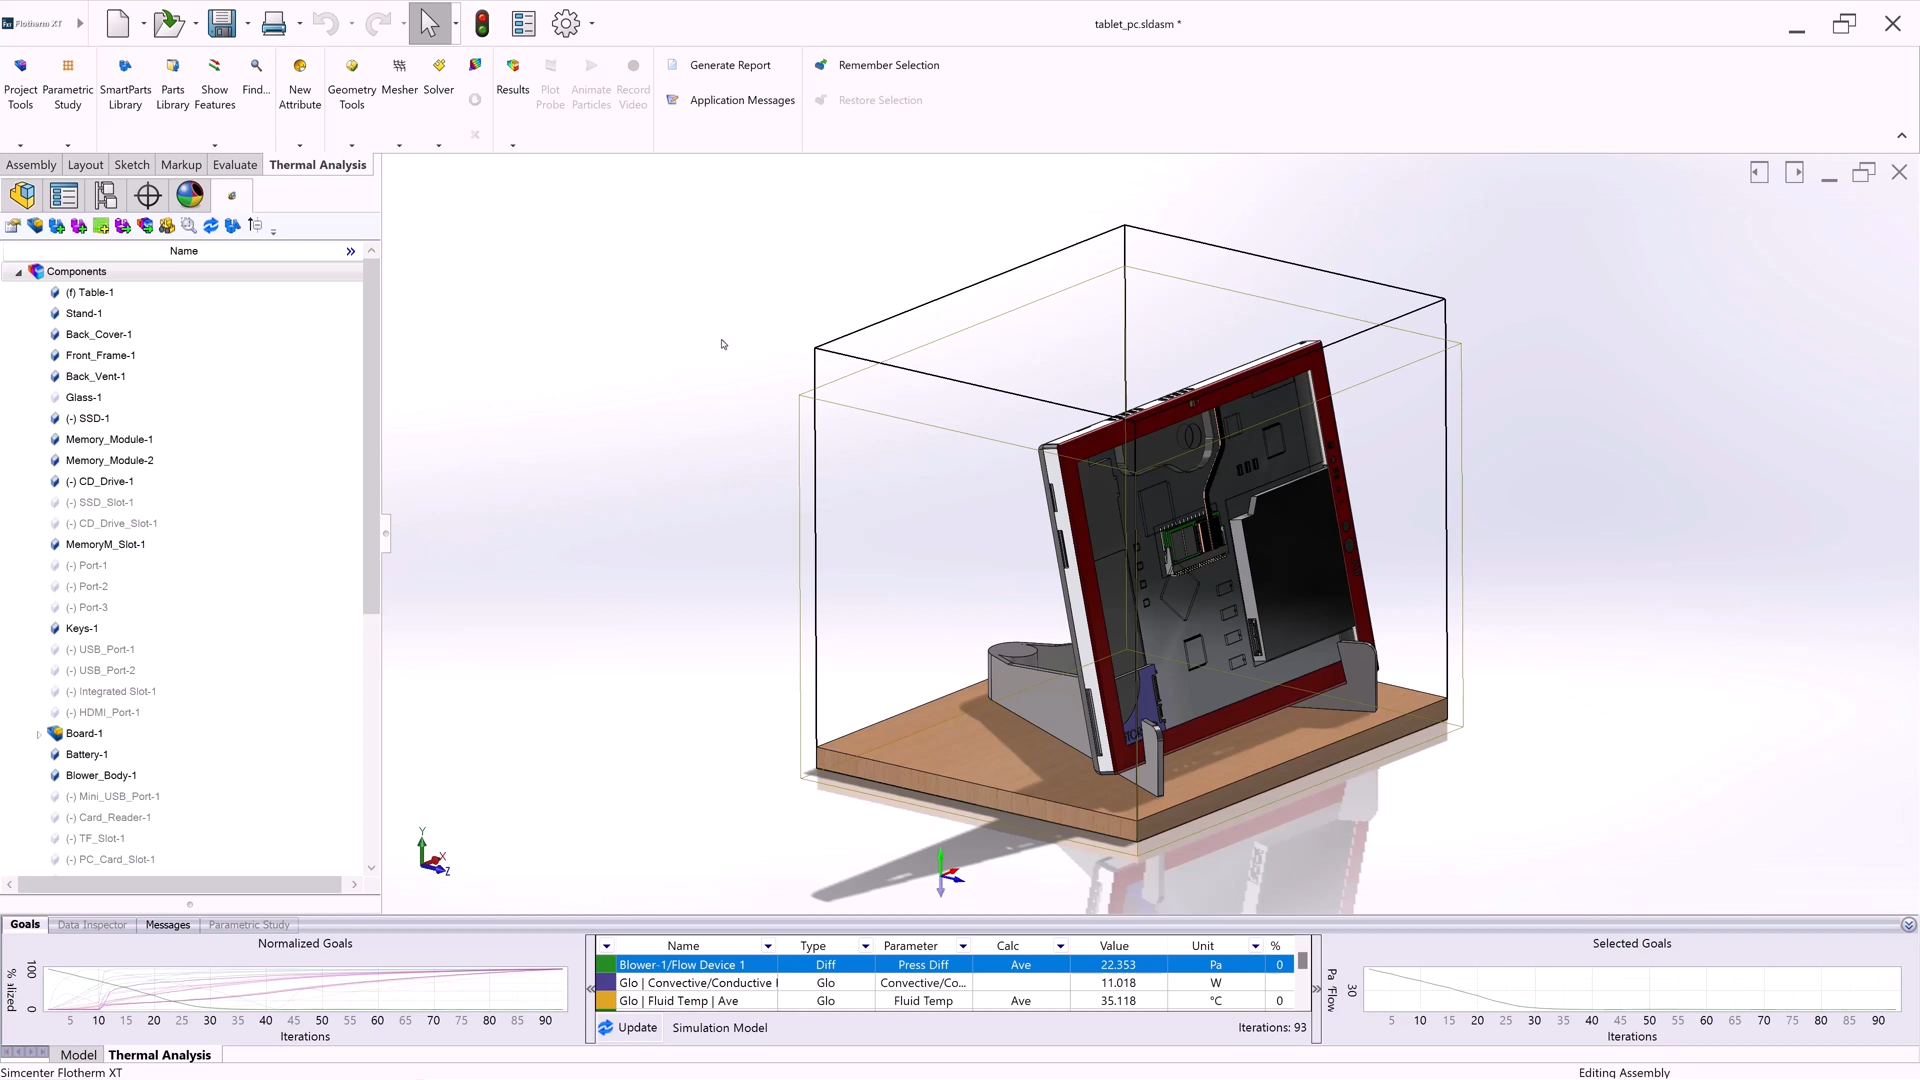 Flotherm XT
tablet_pc.sldasm *
Project Tools
Parametric Study
SmartParts Library
Parts Library
Show Features
Find...
New Attribute
Geometry Tools
Mesher
Solver
Results
Plot Probe
Animate Particles
Record Video
Generate Report
Application Messages
Remember Selection
Restore Selection
Assembly Layout Sketch Markup Evaluate Thermal Analysis
Name
Components
(f) Table-1
Stand-1
Back_Cover-1
Front_Frame-1
Back_Vent-1
Glass-1
(-) SSD-1
Memory_Module-1
Memory_Module-2
(-) CD_Drive-1
(-) SSD_Slot-1
(-) CD_Drive_Slot-1
MemoryM_Slot-1
(-) Port-1
(-) Port-2
(-) Port-3
Keys-1
(-) USB_Port-1
(-) USB_Port-2
(-) Integrated Slot-1
(-) HDMI_Port-1
Board-1
Battery-1
Blower_Body-1
(-) Mini_USB_Port-1
(-) Card_Reader-1
(-) TF_Slot-1
(-) PC_Card_Slot-1
Y
X
Z
Goals Data Inspector Messages Parametric Study
Normalized Goals
% alized
100
0
5 10 15 20 25 30 35 40 45 50 55 60 65 70 75 80 85 90
Iterations
Name Type Parameter Calc Value Unit %
Blower-1/Flow Device 1 Diff Press Diff Ave 22.353 Pa 0
Glo | Convective/Conductive Glo Convective/Co... 11.018 W
Glo | Fluid Temp | Ave Glo Fluid Temp Ave 35.118 °C 0
Update Simulation Model Iterations: 93
Selected Goals
Pa 'Flow
30
5 10 15 20 25 30 35 40 45 50 55 60 65 70 75 80 85 90
Iterations
Model Thermal Analysis
Simcenter Flotherm XT
Editing Assembly